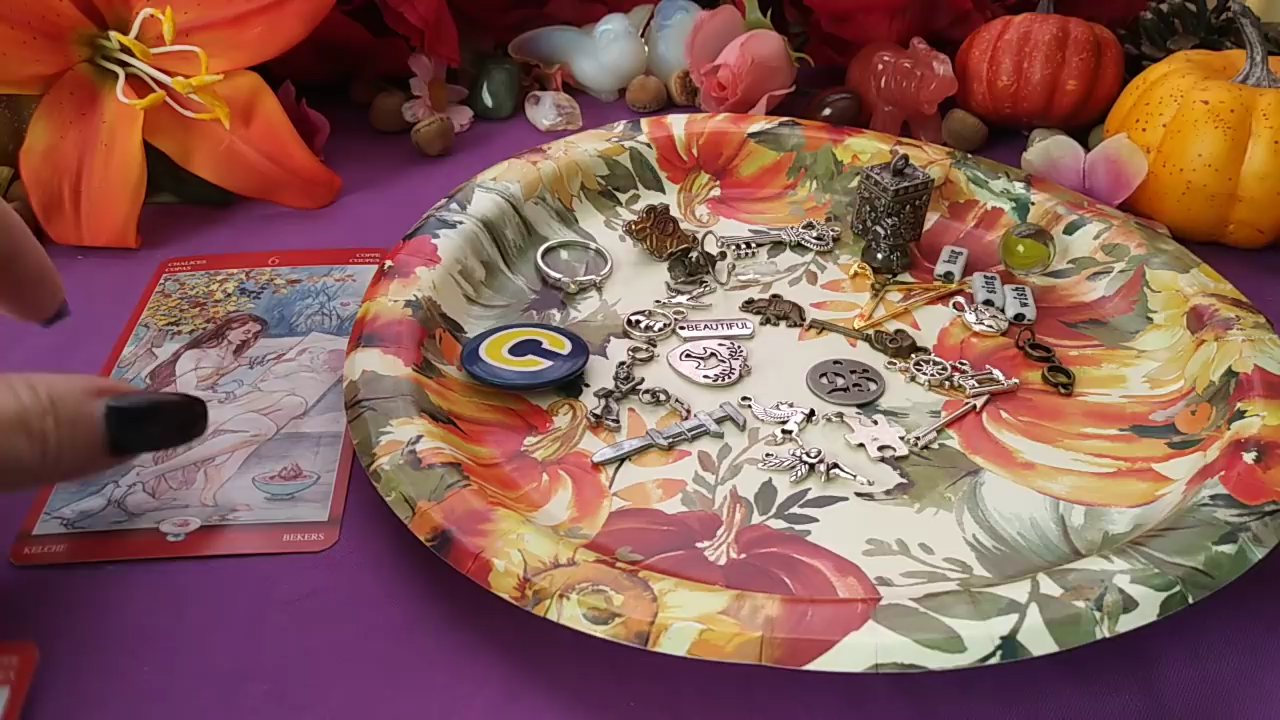 CHALICES
COPAS
6
COPPE
COUPES
KELCHE
BEKERS
C
BEAUTIFUL
25
hug
sing
wish